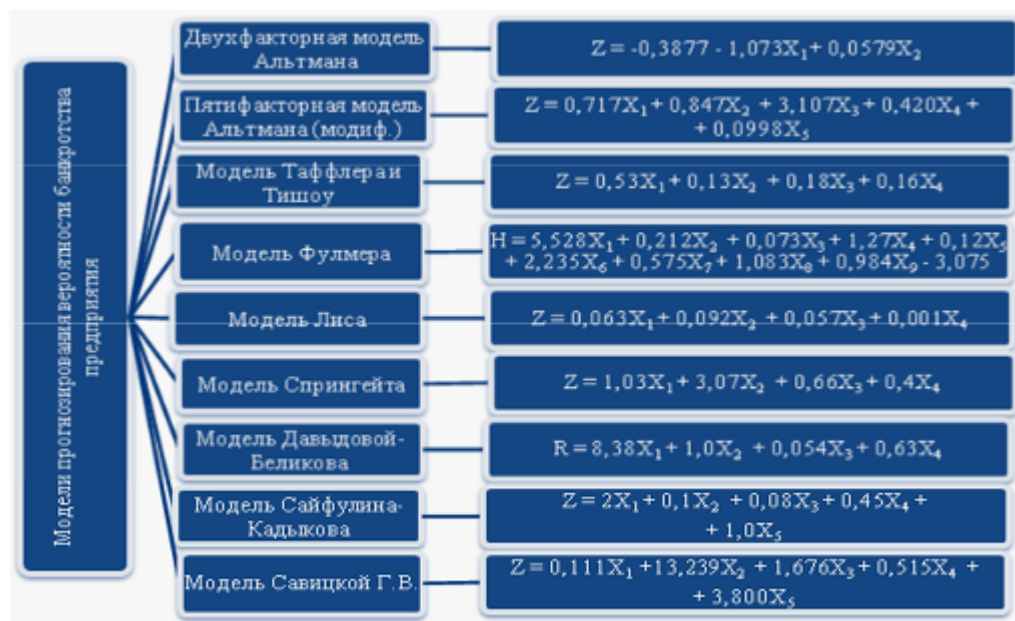 Модели прогнозирования вероятности банкротства
предприятия
Двухфакторная модель
Альтмана
Z = -0,3877 - 1,073X₁+ 0,0579X₂
Пятифакторная модель
Альтмана (модиф.)
Z = 0,717X₁ + 0,847X₂ + 3,107X₃ + 0,420X₄ +
+ 0,0998X₅
Модель Таффлера и
Тишоу
Z = 0,53X₁ + 0,13X₂ + 0,18X₃ + 0,16X₄
Модель Фулмера
H = 5,528X₁ + 0,212X₂ + 0,073X₃ + 1,27X₄ + 0,12X₅
+ 2,235X₆ + 0,575X₇ + 1,083X₈ + 0,984X₉ - 3,075
Модель Лиса
Z = 0,063X₁ + 0,092X₂ + 0,057X₃ + 0,001X₄
Модель Спрингейта
Z = 1,03X₁ + 3,07X₂ + 0,66X₃ + 0,4X₄
Модель Давыдовой-
Беликова
R = 8,38X₁ + 1,0X₂ + 0,054X₃ + 0,63X₄
Модель Сайфулина-
Кадыкова
Z = 2X₁ + 0,1X₂ + 0,08X₃ + 0,45X₄ +
+ 1,0X₅
Модель Савицкой Г.В.
Z = 0,111X₁ +13,239X₂ + 1,676X₃ + 0,515X₄ +
+ 3,800X₅